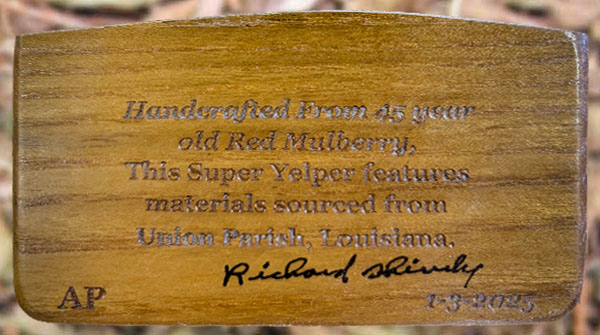 Handcrafted From 45 year
old Red Mulberry,
This Super Yelper features
materials sourced from
Union Parish, Louisiana.
Richard Shively
AP 1-3-2025